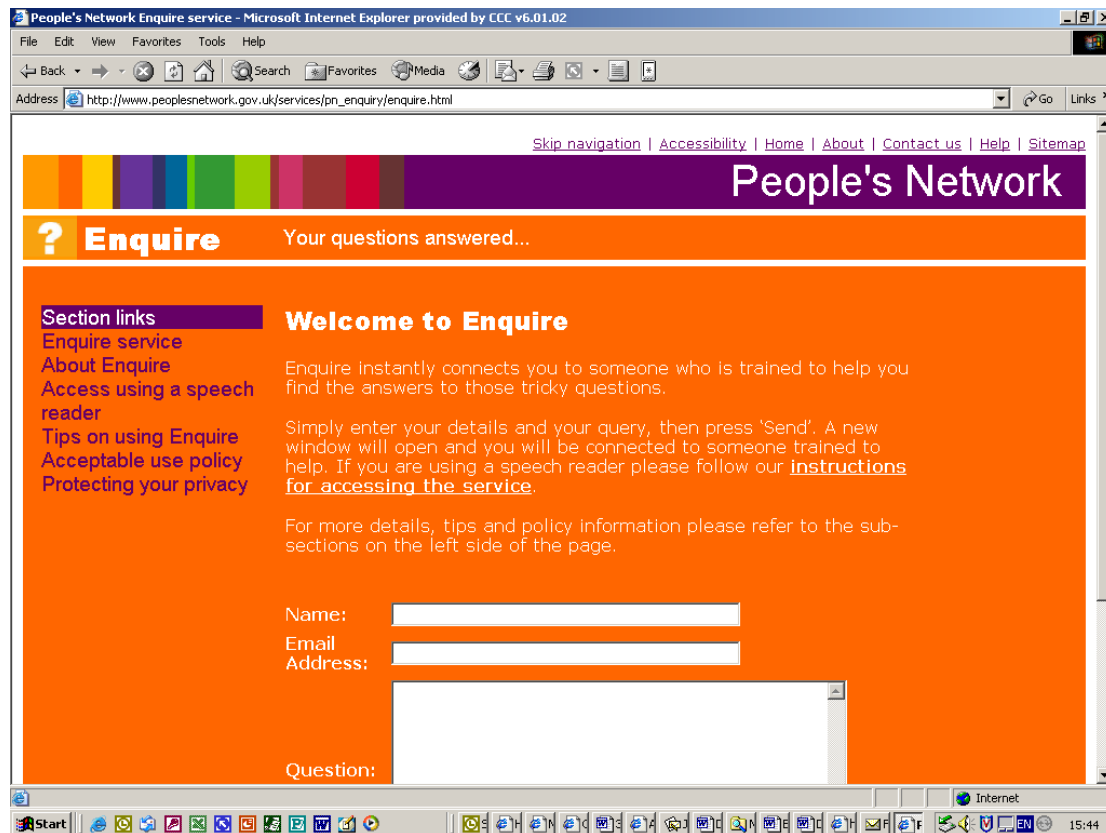 People's Network Enquire service - Microsoft Internet Explorer provided by CCC v6.01.02
File Edit View Favorites Tools Help
Back Search Favorites Media
Address http://www.peoplesnetwork.gov.uk/services/pn_enquiry/enquire.html Go Links
Skip navigation | Accessibility | Home | About | Contact us | Help | Sitemap
People's Network
? Enquire Your questions answered...
Section links
Enquire service
About Enquire
Access using a speech
reader
Tips on using Enquire
Acceptable use policy
Protecting your privacy
Welcome to Enquire
Enquire instantly connects you to someone who is trained to help you
find the answers to those tricky questions.
Simply enter your details and your query, then press ‘Send’. A new
window will open and you will be connected to someone trained to
help. If you are using a speech reader please follow our instructions
for accessing the service.
For more details, tips and policy information please refer to the sub-
sections on the left side of the page.
Name:
Email
Address:
Question:
Internet
Start EN 15:44